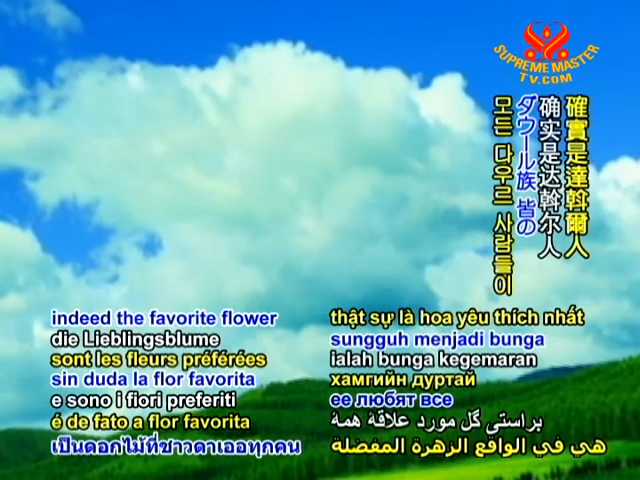 SUPREME MASTER
TV.COM
確實是達斡爾人
确实是达斡尔人
ダウール族 皆の
모든 다우르 사람들이
indeed the favorite flower
die Lieblingsblume
sont les fleurs préférées
sin duda la flor favorita
e sono i fiori preferiti
é de fato a flor favorita
เป็นดอกไม้ที่ชาวดาเออทุกคน
thật sự là hoa yêu thích nhất
sungguh menjadi bunga
ialah bunga kegemaran
хамгийн дуртай
ее любят все
براستی گل مورد علاقهٔ همهٔ
هي في الواقع الزهرة المفضلة